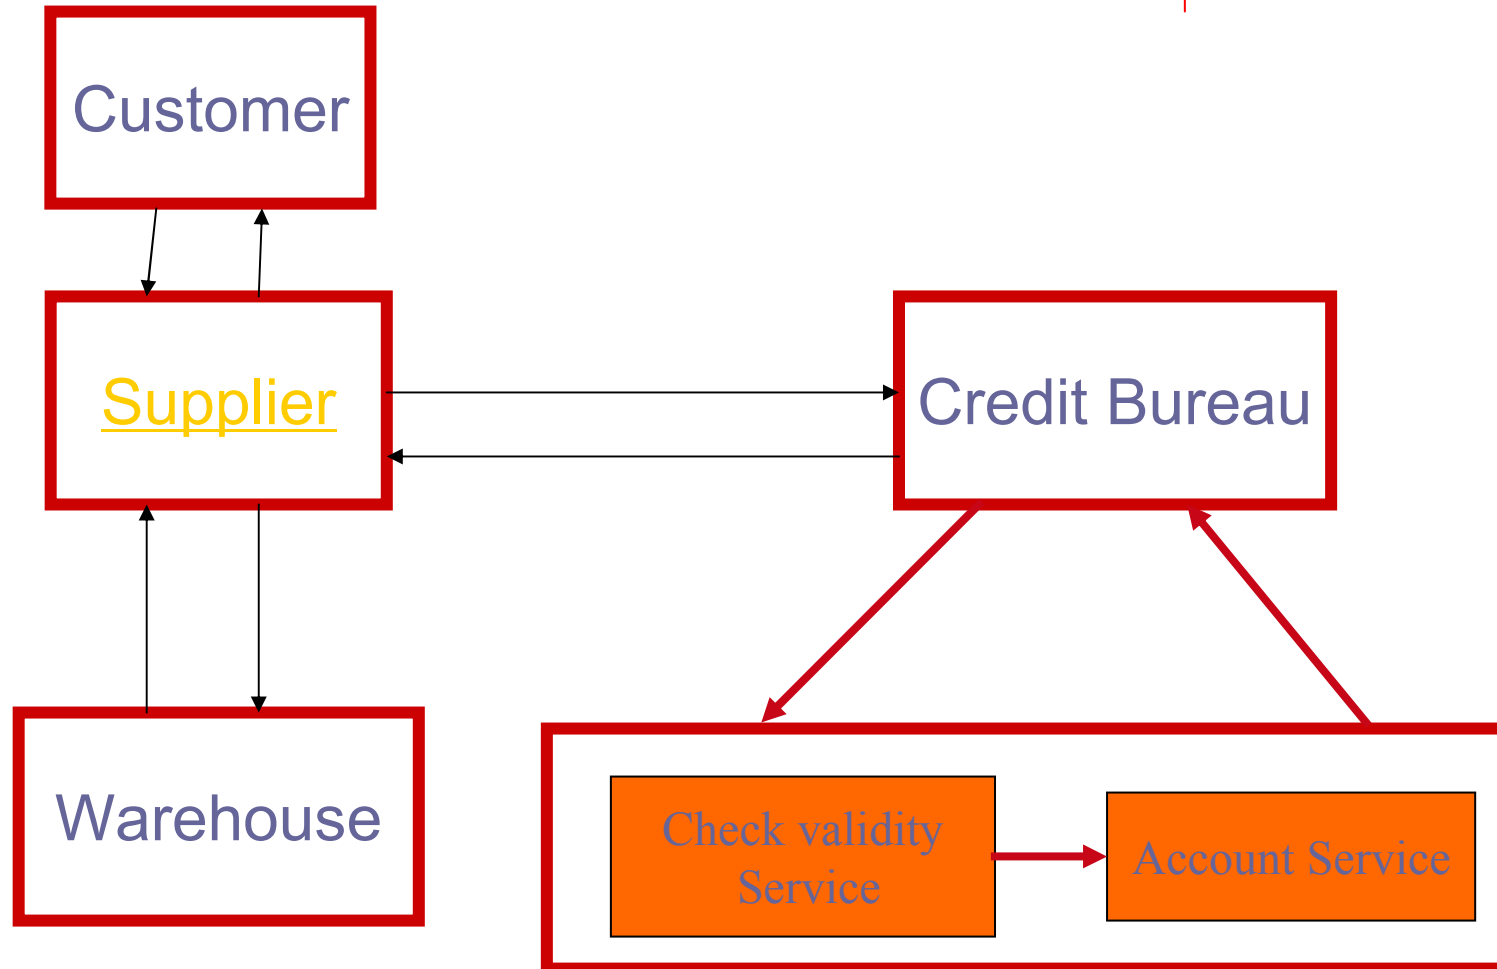 Customer
Supplier
Credit Bureau
Warehouse
Check validity
Service
Account Service